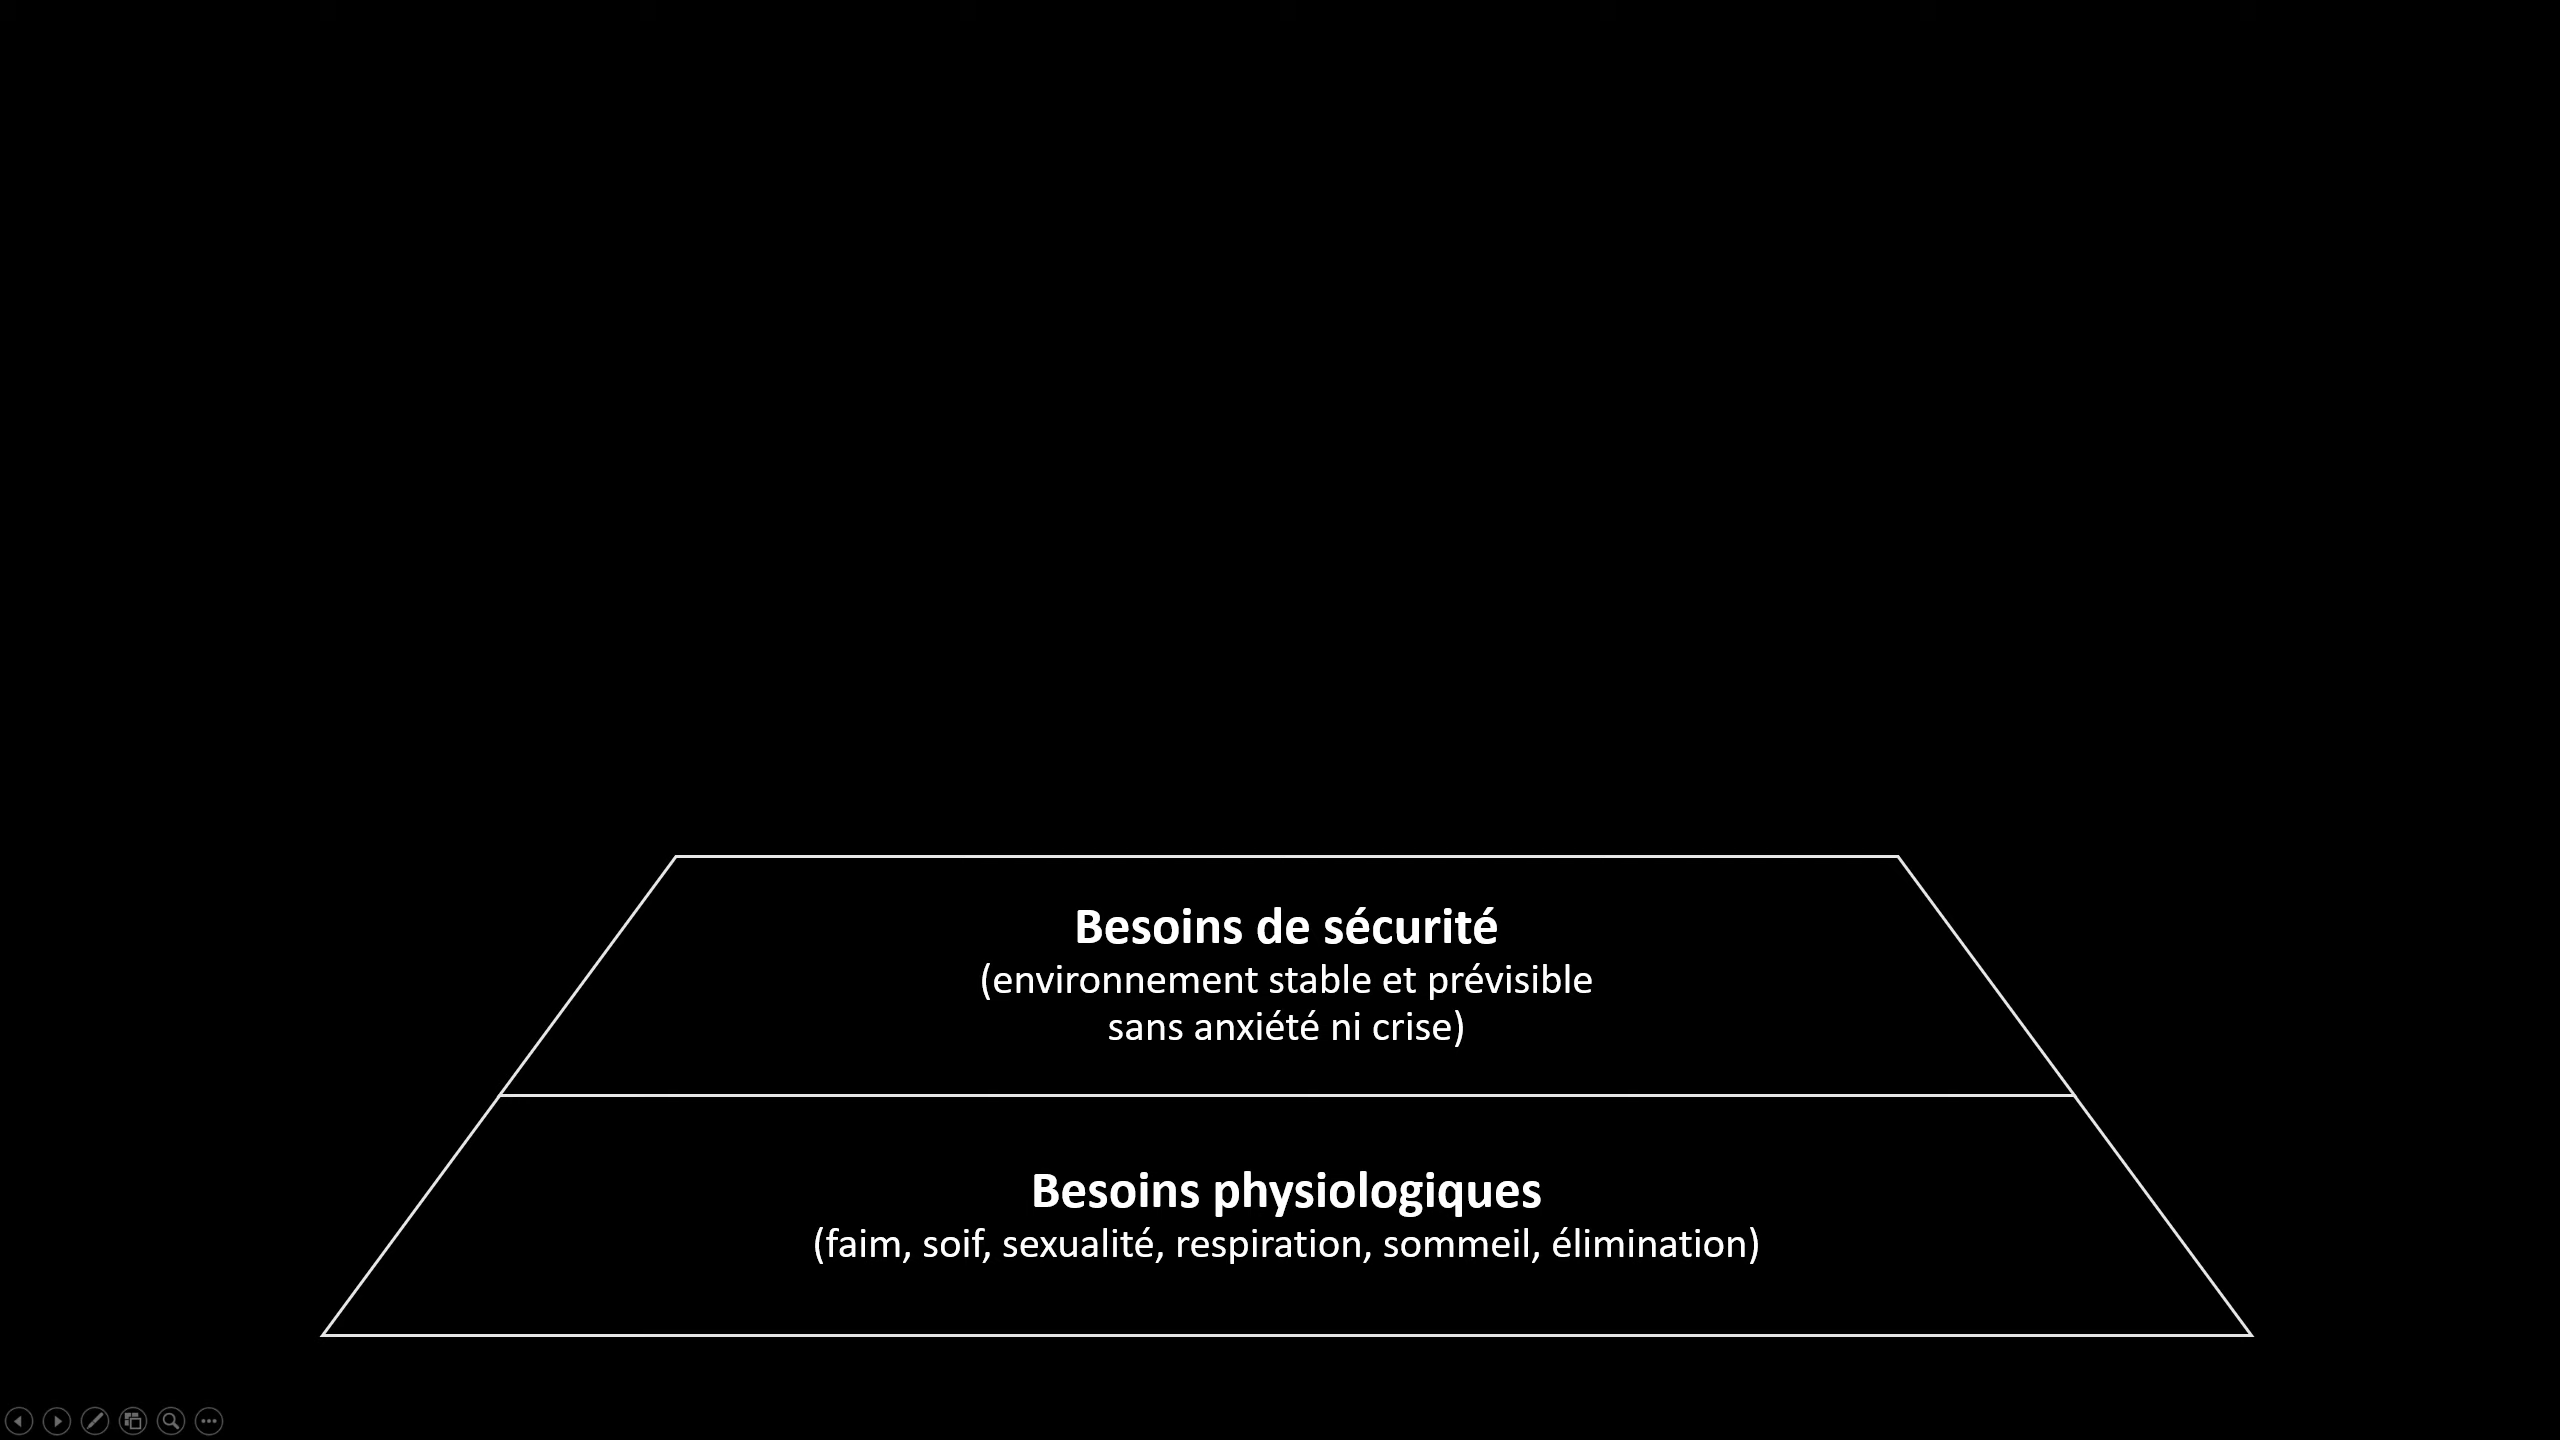 Besoins de sécurité
(environnement stable et prévisible
sans anxiété ni crise)
Besoins physiologiques
(faim, soif, sexualité, respiration, sommeil, élimination)